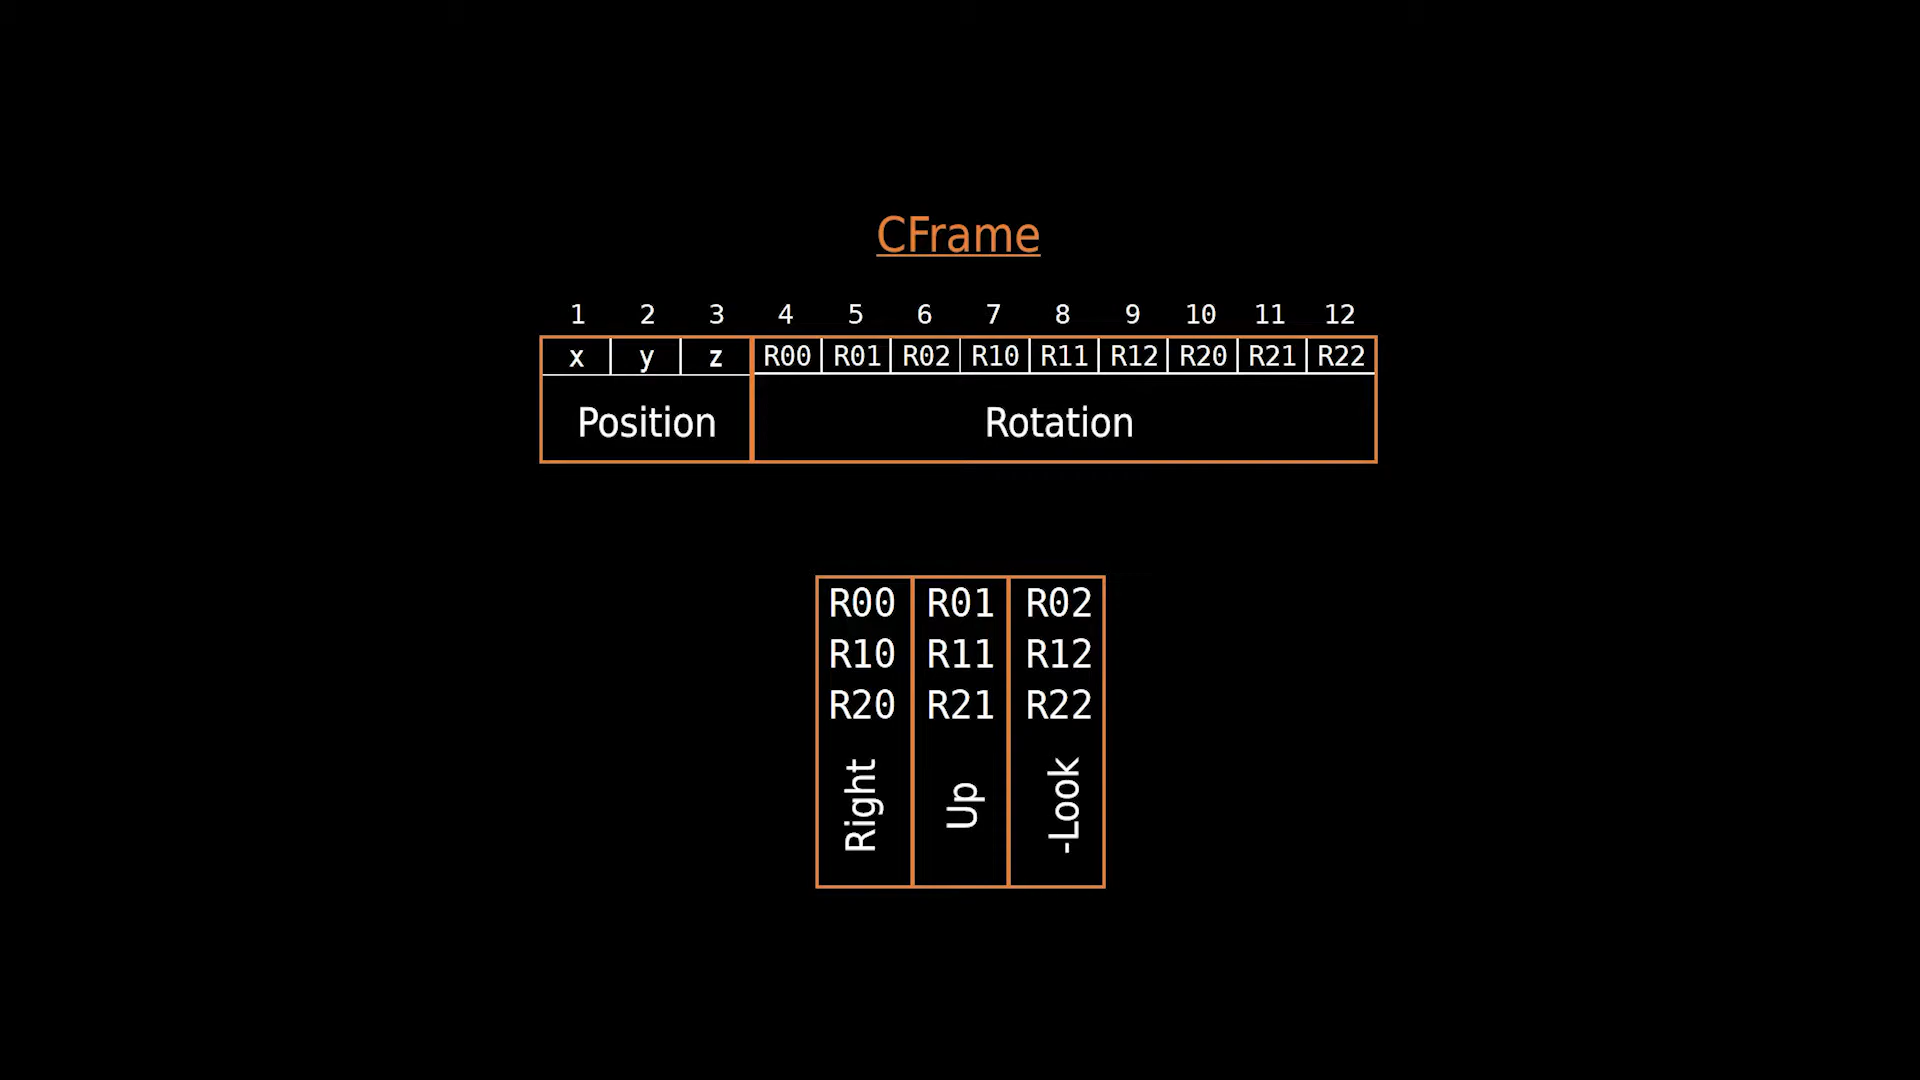 CFrame
1 2 3 4 5 6 7 8 9 10 11 12
x y z R00 R01 R02 R10 R11 R12 R20 R21 R22
Position Rotation
R00 R01 R02
R10 R11 R12
R20 R21 R22
Right Up -Look